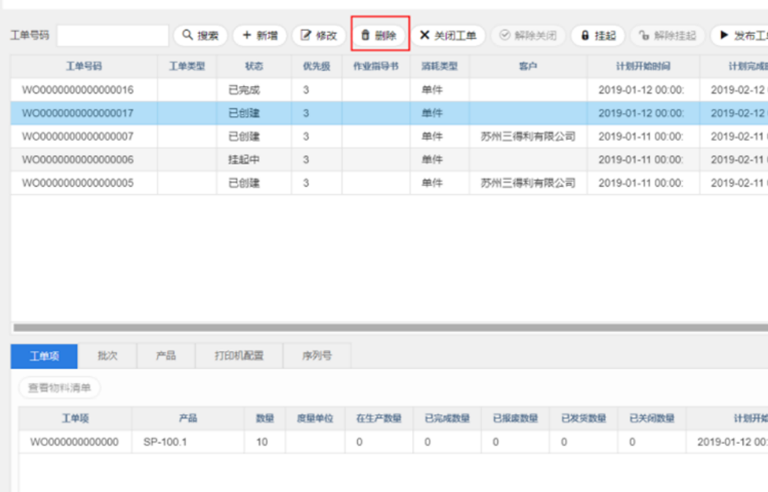 工单号码 搜索 新增 修改 删除 关闭工单 解除关闭 挂起 解除挂起 发布工
工单号码 工单类型 状态 优先级 作业指导书 消耗类型 客户 计划开始时间 计划完成
WO0000000000000016 已完成 3 单件 2019-01-12 00:00: 2019-02-12
WO0000000000000017 已创建 3 单件 2019-01-12 00:00: 2019-02-12
WO0000000000000007 已创建 3 单件 苏州三得利有限公司 2019-01-11 00:00: 2019-02-11
WO0000000000000006 挂起中 3 单件 2019-01-11 00:00: 2019-02-11
WO0000000000000005 已创建 3 单件 苏州三得利有限公司 2019-01-11 00:00: 2019-02-11
工单项 批次 产品 打印机配置 序列号
查看物料清单
工单项 产品 数量 度量单位 在生产数量 已完成数量 已报废数量 已发货数量 已关闭数量 计划开始
WO000000000000 SP-100.1 10 0 0 0 0 0 2019-01-12 00: